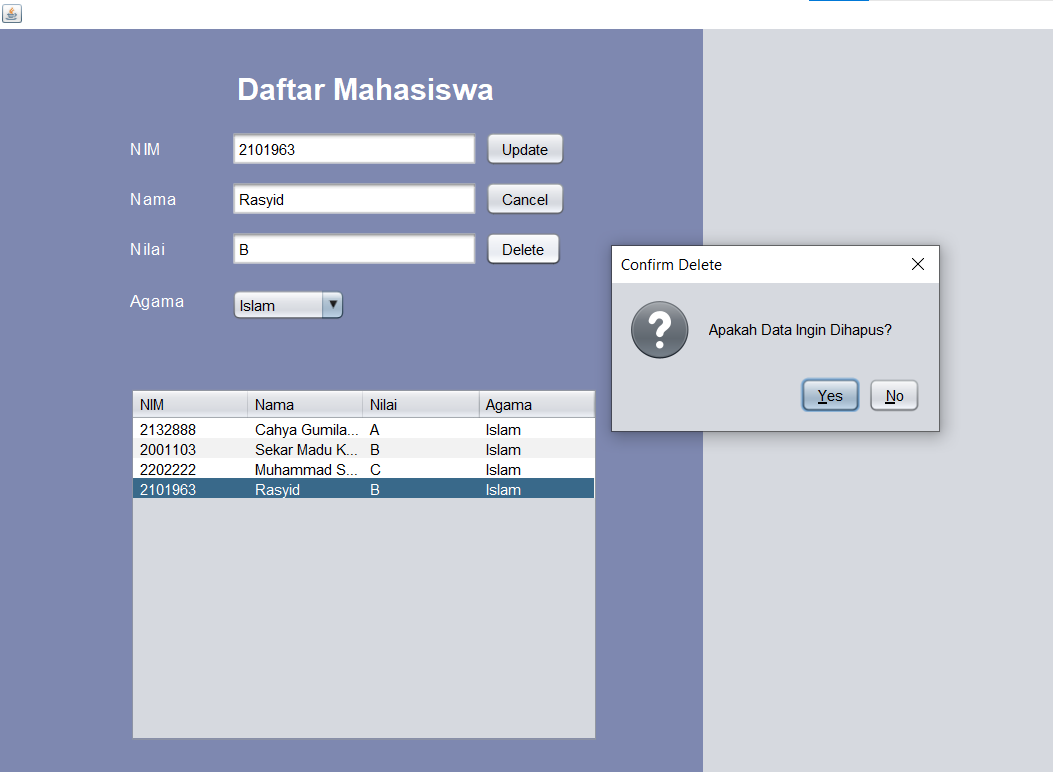 Daftar Mahasiswa
NIM 2101963 Update
Nama Rasyid Cancel
Nilai B Delete
Agama Islam
Confirm Delete
Apakah Data Ingin Dihapus?
Yes No
NIM Nama Nilai Agama
2132888 Cahya Gumila... A Islam
2001103 Sekar Madu K... B Islam
2202222 Muhammad S... C Islam
2101963 Rasyid B Islam